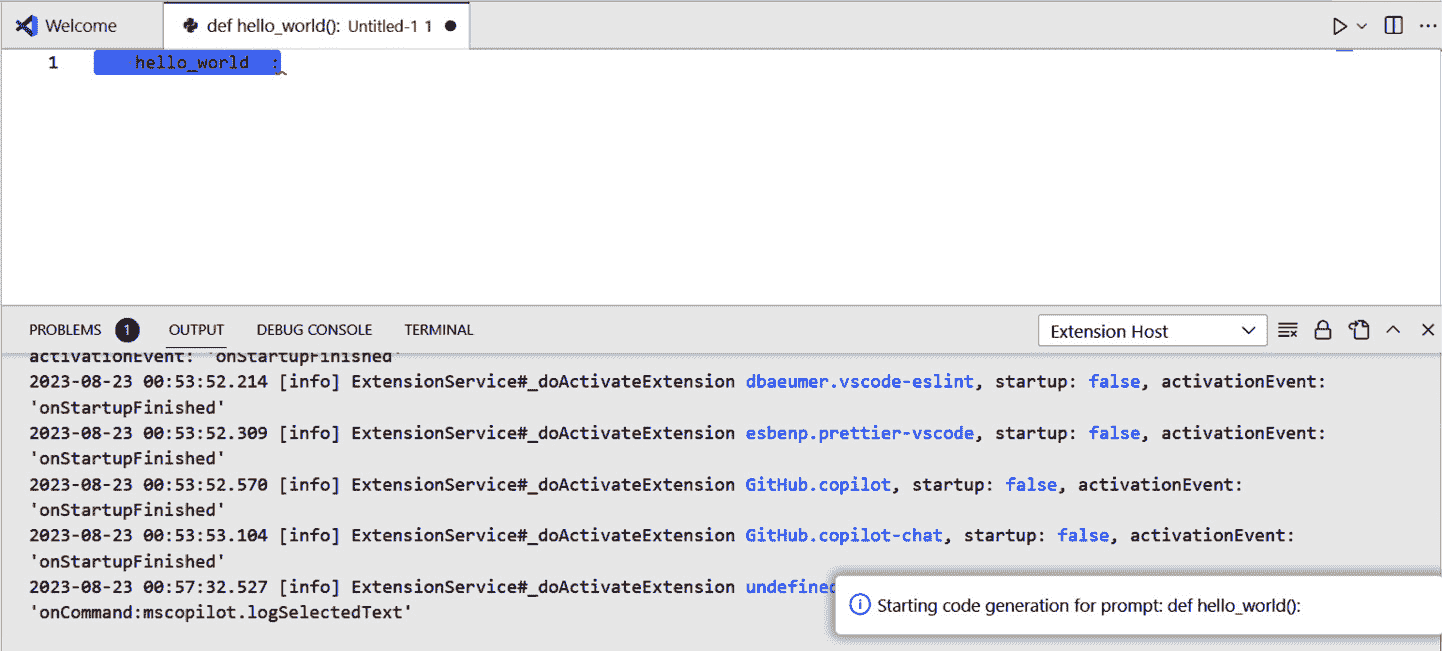 Welcome
def hello_world(): Untitled-1 1
1 hello_world :
PROBLEMS 1 OUTPUT DEBUG CONSOLE TERMINAL Extension Host
activationEvent: 'onStartupFinished'
2023-08-23 00:53:52.214 [info] ExtensionService#_doActivateExtension dbaeumer.vscode-eslint, startup: false, activationEvent:
'onStartupFinished'
2023-08-23 00:53:52.309 [info] ExtensionService#_doActivateExtension esbenp.prettier-vscode, startup: false, activationEvent:
'onStartupFinished'
2023-08-23 00:53:52.570 [info] ExtensionService#_doActivateExtension GitHub.copilot, startup: false, activationEvent:
'onStartupFinished'
2023-08-23 00:53:53.104 [info] ExtensionService#_doActivateExtension GitHub.copilot-chat, startup: false, activationEvent:
'onStartupFinished'
2023-08-23 00:57:32.527 [info] ExtensionService#_doActivateExtension undefined
'onCommand:mscopilot.logSelectedText'
Starting code generation for prompt: def hello_world():